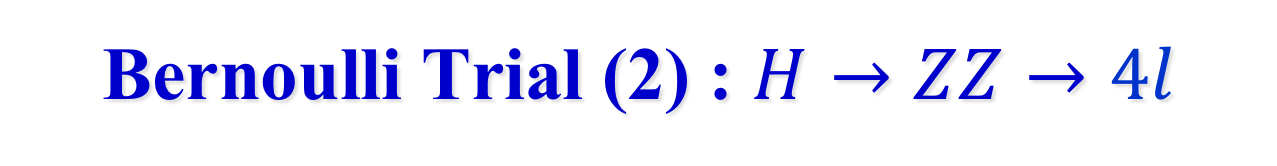 Bernoulli Trial (2) : 𝐻 → 𝑍𝑍 → 4𝑙